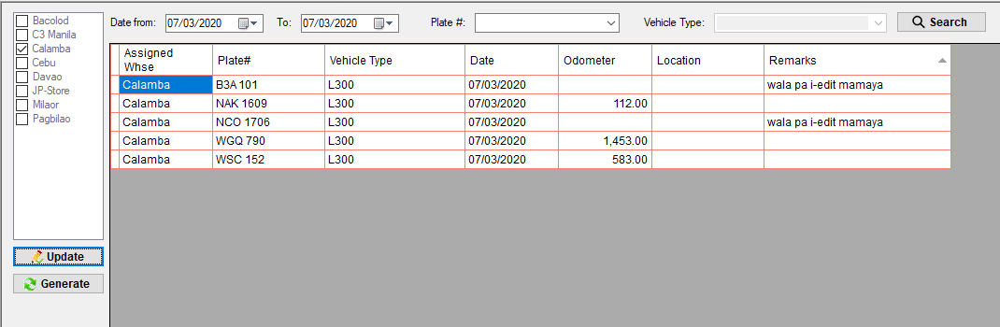 Bacolod
C3 Manila
Calamba
Cebu
Davao
JP-Store
Milaor
Pagbilao
Date from: 07/03/2020 To: 07/03/2020 Plate #: Vehicle Type: Search
Assigned Whse Plate# Vehicle Type Date Odometer Location Remarks
Calamba B3A 101 L300 07/03/2020 wala pa i-edit mamaya
Calamba NAK 1609 L300 07/03/2020 112.00
Calamba NCO 1706 L300 07/03/2020 wala pa i-edit mamaya
Calamba WGQ 790 L300 07/03/2020 1,453.00
Calamba WSC 152 L300 07/03/2020 583.00
Update
Generate